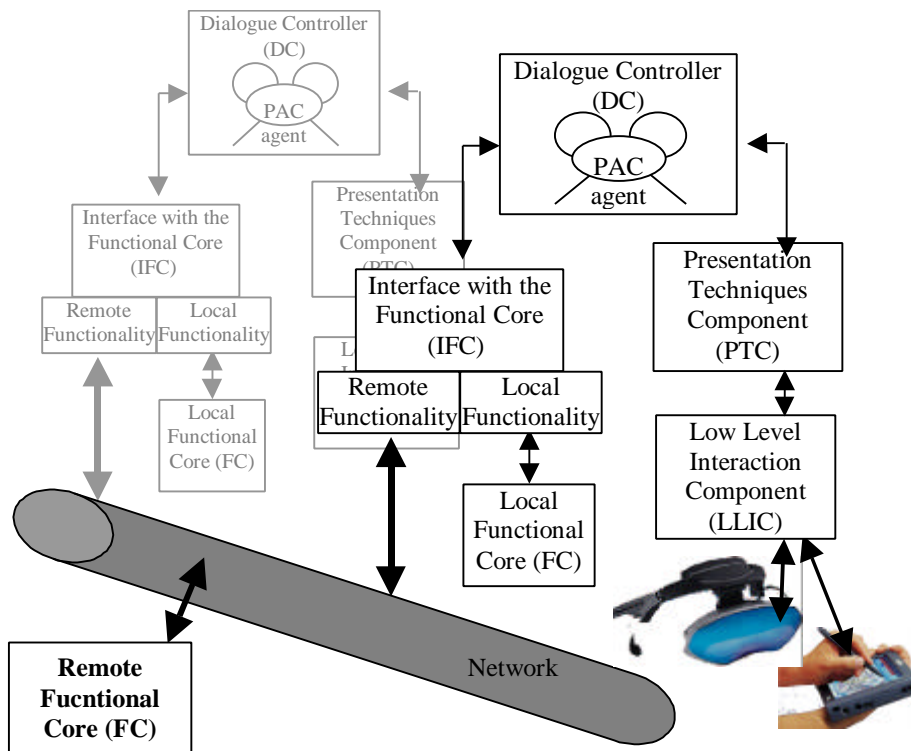 Dialogue Controller
(DC)
PAC
agent
Interface with the
Functional Core
(IFC)
Remote
Functionality
Local
Functionality
Local
Functional
Core (FC)
Presentation
Techniques
Component
(PTC)
Dialogue Controller
(DC)
PAC
agent
Interface with the
Functional Core
(IFC)
Remote
Functionality
Local
Functionality
Local
Functional
Core (FC)
Presentation
Techniques
Component
(PTC)
Low Level
Interaction
Component
(LLIC)
Network
Remote
Fucntional
Core (FC)